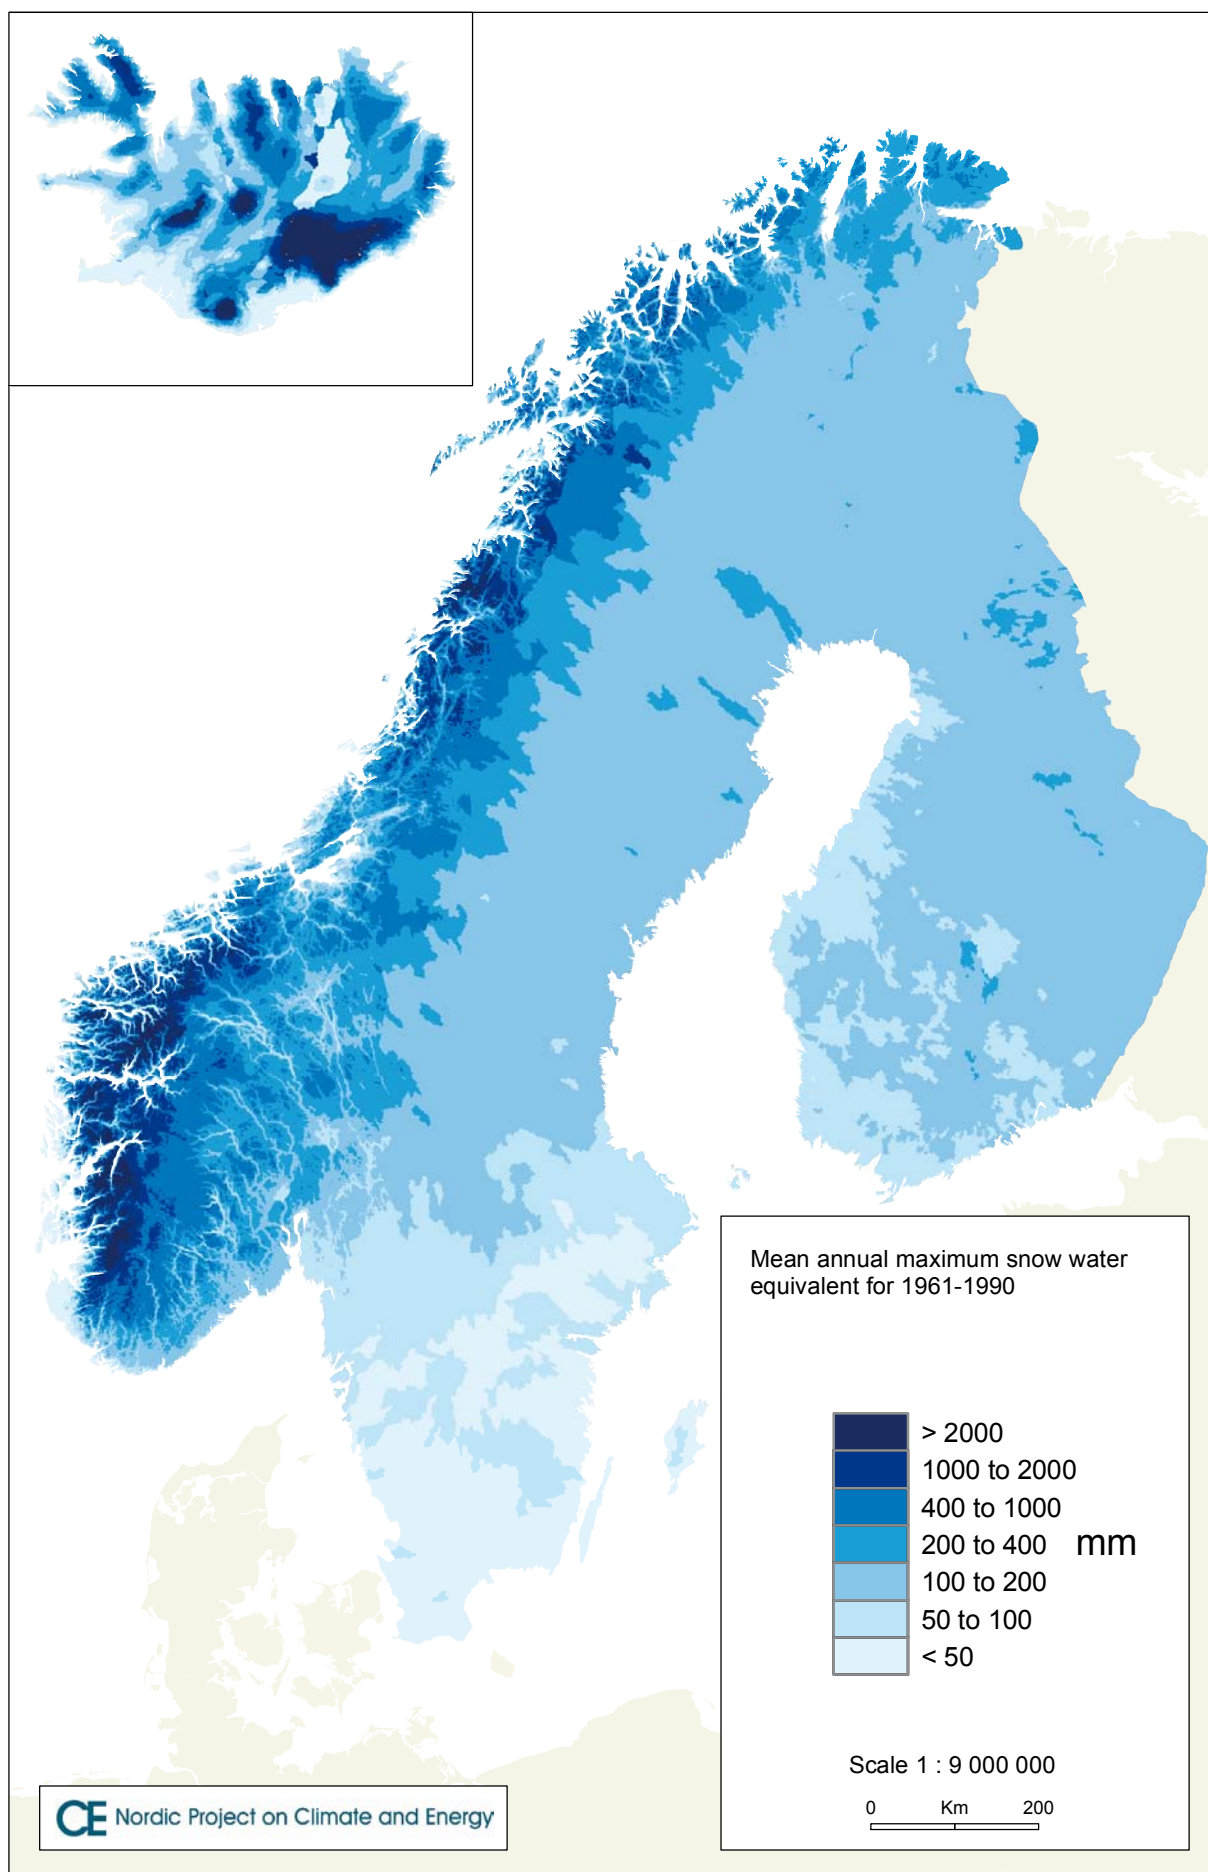 Mean annual maximum snow water
equivalent for 1961-1990
> 2000
1000 to 2000
400 to 1000
200 to 400 mm
100 to 200
50 to 100
< 50
Scale 1 : 9 000 000
0 Km 200
CE Nordic Project on Climate and Energy